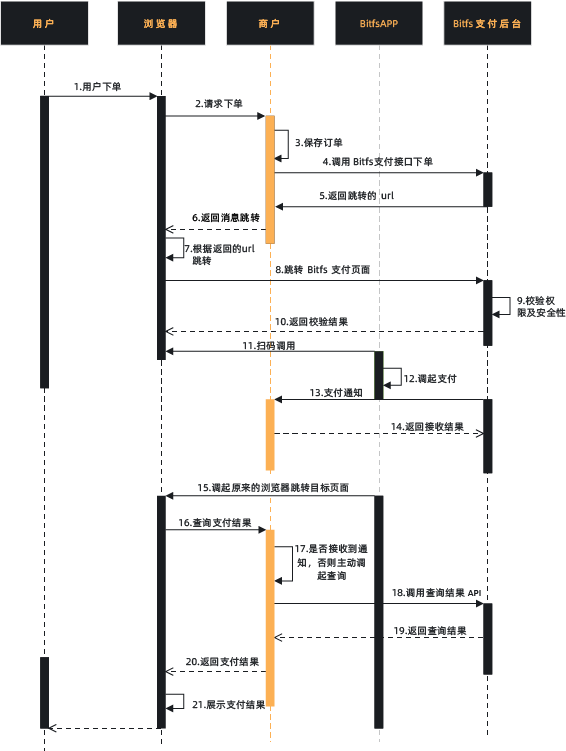 用户
浏览器
商户
BitfsAPP
Bitfs 支付后台
1.用户下单
2.请求下单
3.保存订单
4.调用 Bitfs支付接口下单
5.返回跳转的 url
6.返回消息跳转
7.根据返回的url
跳转
8.跳转 Bitfs 支付页面
9.校验权
限及安全性
10.返回校验结果
11.扫码调用
12.调起支付
13.支付通知
14.返回接收结果
15.调起原来的浏览器跳转目标页面
16.查询支付结果
17.是否接收到通
知，否则主动调
起查询
18.调用查询结果 API
19.返回查询结果
20.返回支付结果
21.展示支付结果